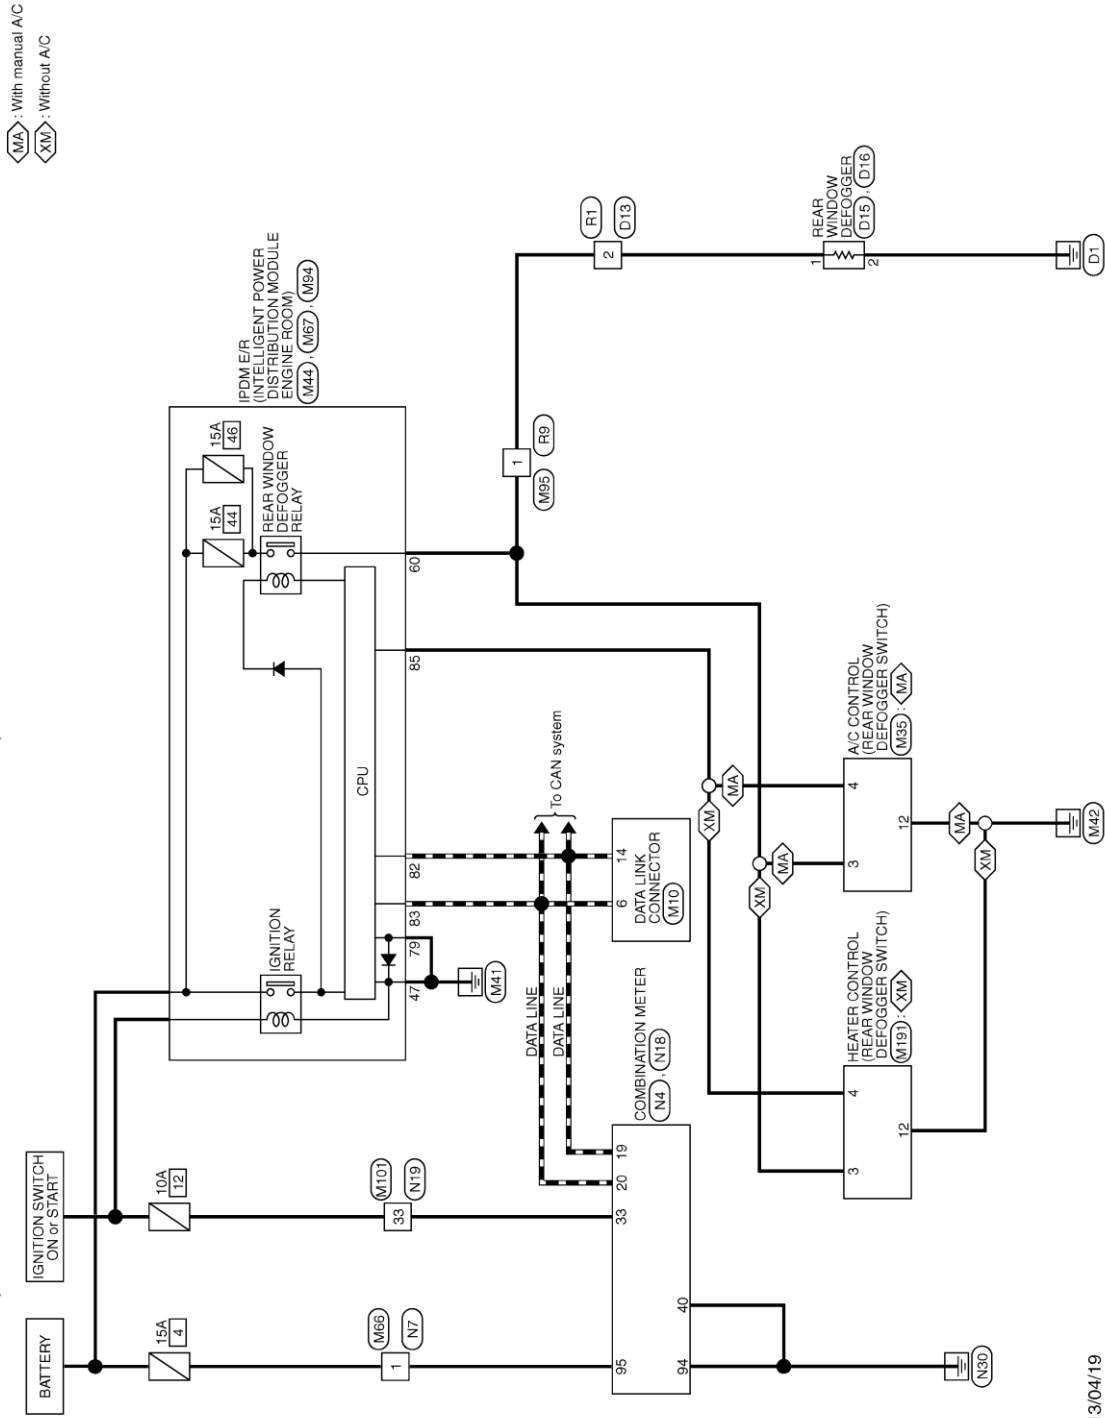 MA : With manual A/C
XM : Without A/C
BATTERY
IGNITION SWITCH
ON or START
15A
4
10A
12
M66
1
N7
M101
33
N19
IPDM E/R
(INTELLIGENT POWER
DISTRIBUTION MODULE
ENGINE ROOM)
M44 , M67 , M94
15A
44
15A
46
IGNITION
RELAY
REAR WINDOW
DEFOGGER
RELAY
CPU
47
79
83
82
85
60
M41
M95
1
R9
R1
2
D13
DATA LINE
DATA LINE
To CAN system
COMBINATION METER
N4 , N18
95
33
20
19
94
40
N30
6
14
DATA LINK
CONNECTOR
M10
XM
MA
XM
MA
HEATER CONTROL
(REAR WINDOW
DEFOGGER SWITCH)
M191 : XM
3
4
12
A/C CONTROL
(REAR WINDOW
DEFOGGER SWITCH)
M35 : MA
3
4
12
XM
MA
M42
REAR
WINDOW
DEFOGGER
D15 , D16
1
2
D1
3/04/19